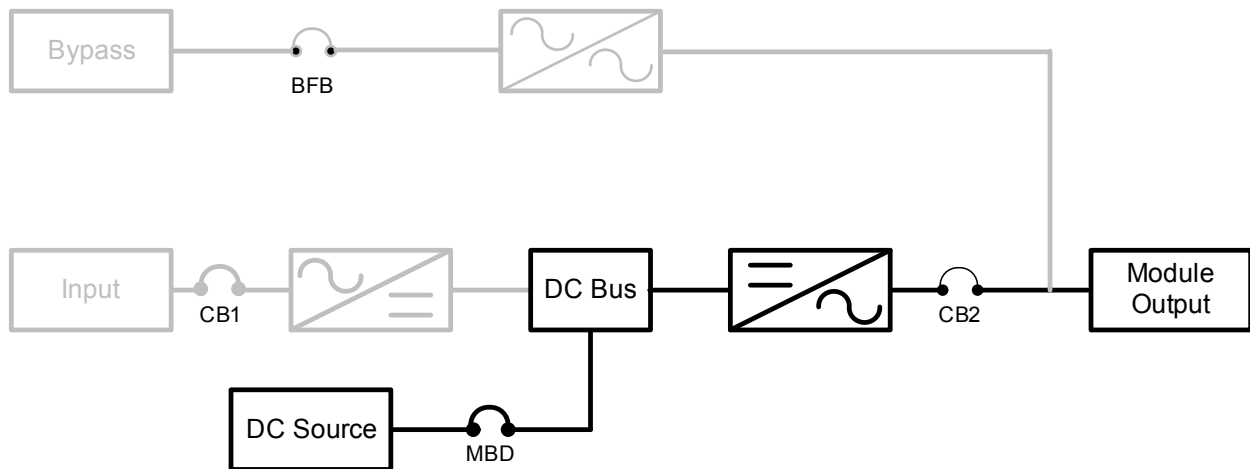 Bypass
BFB
Input
CB1
DC Bus
CB2
Module
Output
DC Source
MBD